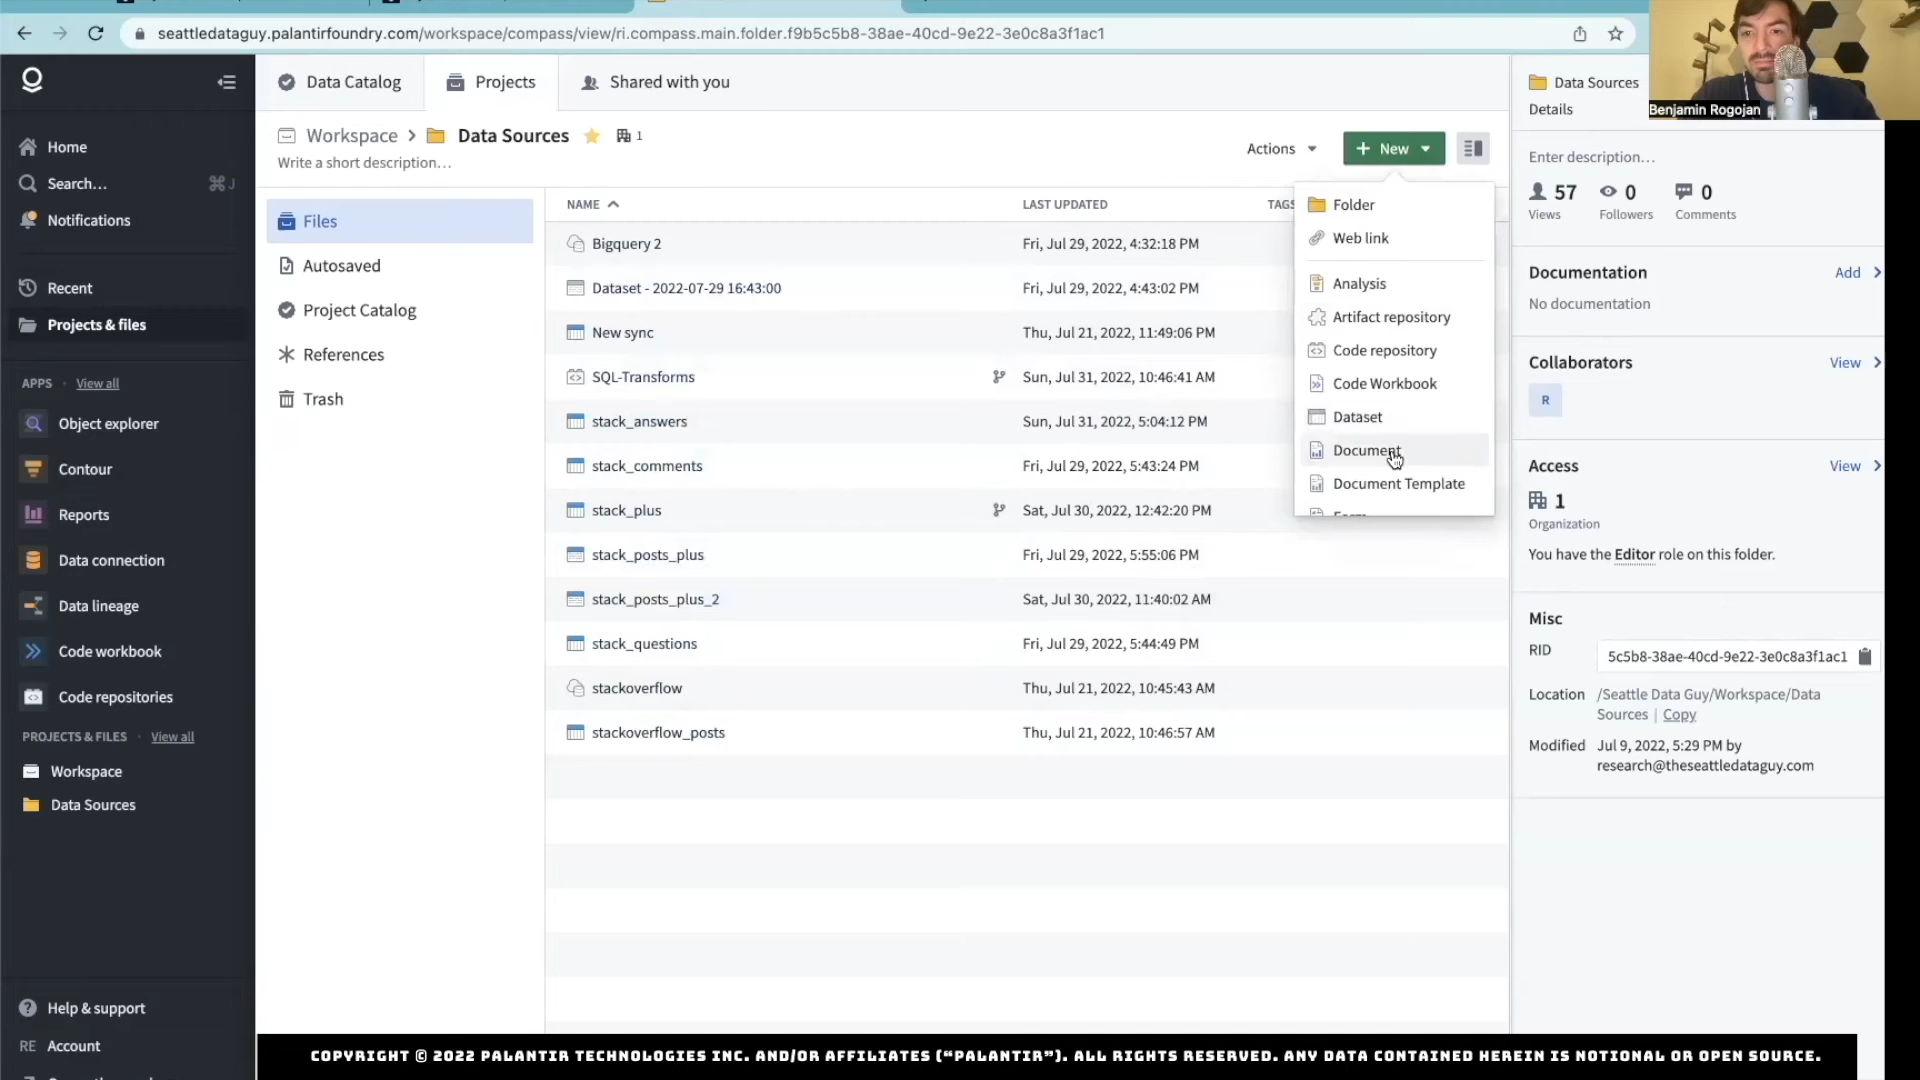 seattledataguy.palantirfoundry.com/workspace/compass/view/ri.compass.main.folder.f9b5c5b8-38ae-40cd-9e22-3e0c8a3f1ac1
Benjamin Rogojan
Home
Search...
⌘ J
Notifications
Recent
Projects & files
APPS · View all
Object explorer
Contour
Reports
Data connection
Data lineage
Code workbook
Code repositories
PROJECTS & FILES · View all
Workspace
Data Sources
Help & support
RE Account
Data Catalog
Projects
Shared with you
Workspace > Data Sources 1
Write a short description...
Actions
+ New
Files
Autosaved
Project Catalog
References
Trash
NAME LAST UPDATED TAGS
Bigquery 2 Fri, Jul 29, 2022, 4:32:18 PM
Dataset - 2022-07-29 16:43:00 Fri, Jul 29, 2022, 4:43:02 PM
New sync Thu, Jul 21, 2022, 11:49:06 PM
SQL-Transforms Sun, Jul 31, 2022, 10:46:41 AM
stack_answers Sun, Jul 31, 2022, 5:04:12 PM
stack_comments Fri, Jul 29, 2022, 5:43:24 PM
stack_plus Sat, Jul 30, 2022, 12:42:20 PM
stack_posts_plus Fri, Jul 29, 2022, 5:55:06 PM
stack_posts_plus_2 Sat, Jul 30, 2022, 11:40:02 AM
stack_questions Fri, Jul 29, 2022, 5:44:49 PM
stackoverflow Thu, Jul 21, 2022, 10:45:43 AM
stackoverflow_posts Thu, Jul 21, 2022, 10:46:57 AM
Folder
Web link
Analysis
Artifact repository
Code repository
Code Workbook
Dataset
Document
Document Template
Data Sources
Details
Enter description...
57 0 0
Views Followers Comments
Documentation Add >
No documentation
Collaborators View >
R
Access View >
1
Organization
You have the Editor role on this folder.
Misc
RID 5c5b8-38ae-40cd-9e22-3e0c8a3f1ac1
Location /Seattle Data Guy/Workspace/Data
Sources | Copy
Modified Jul 9, 2022, 5:29 PM by
research@theseattledataguy.com
COPYRIGHT © 2022 PALANTIR TECHNOLOGIES INC. AND/OR AFFILIATES (“PALANTIR”). ALL RIGHTS RESERVED. ANY DATA CONTAINED HEREIN IS NOTIONAL OR OPEN SOURCE.